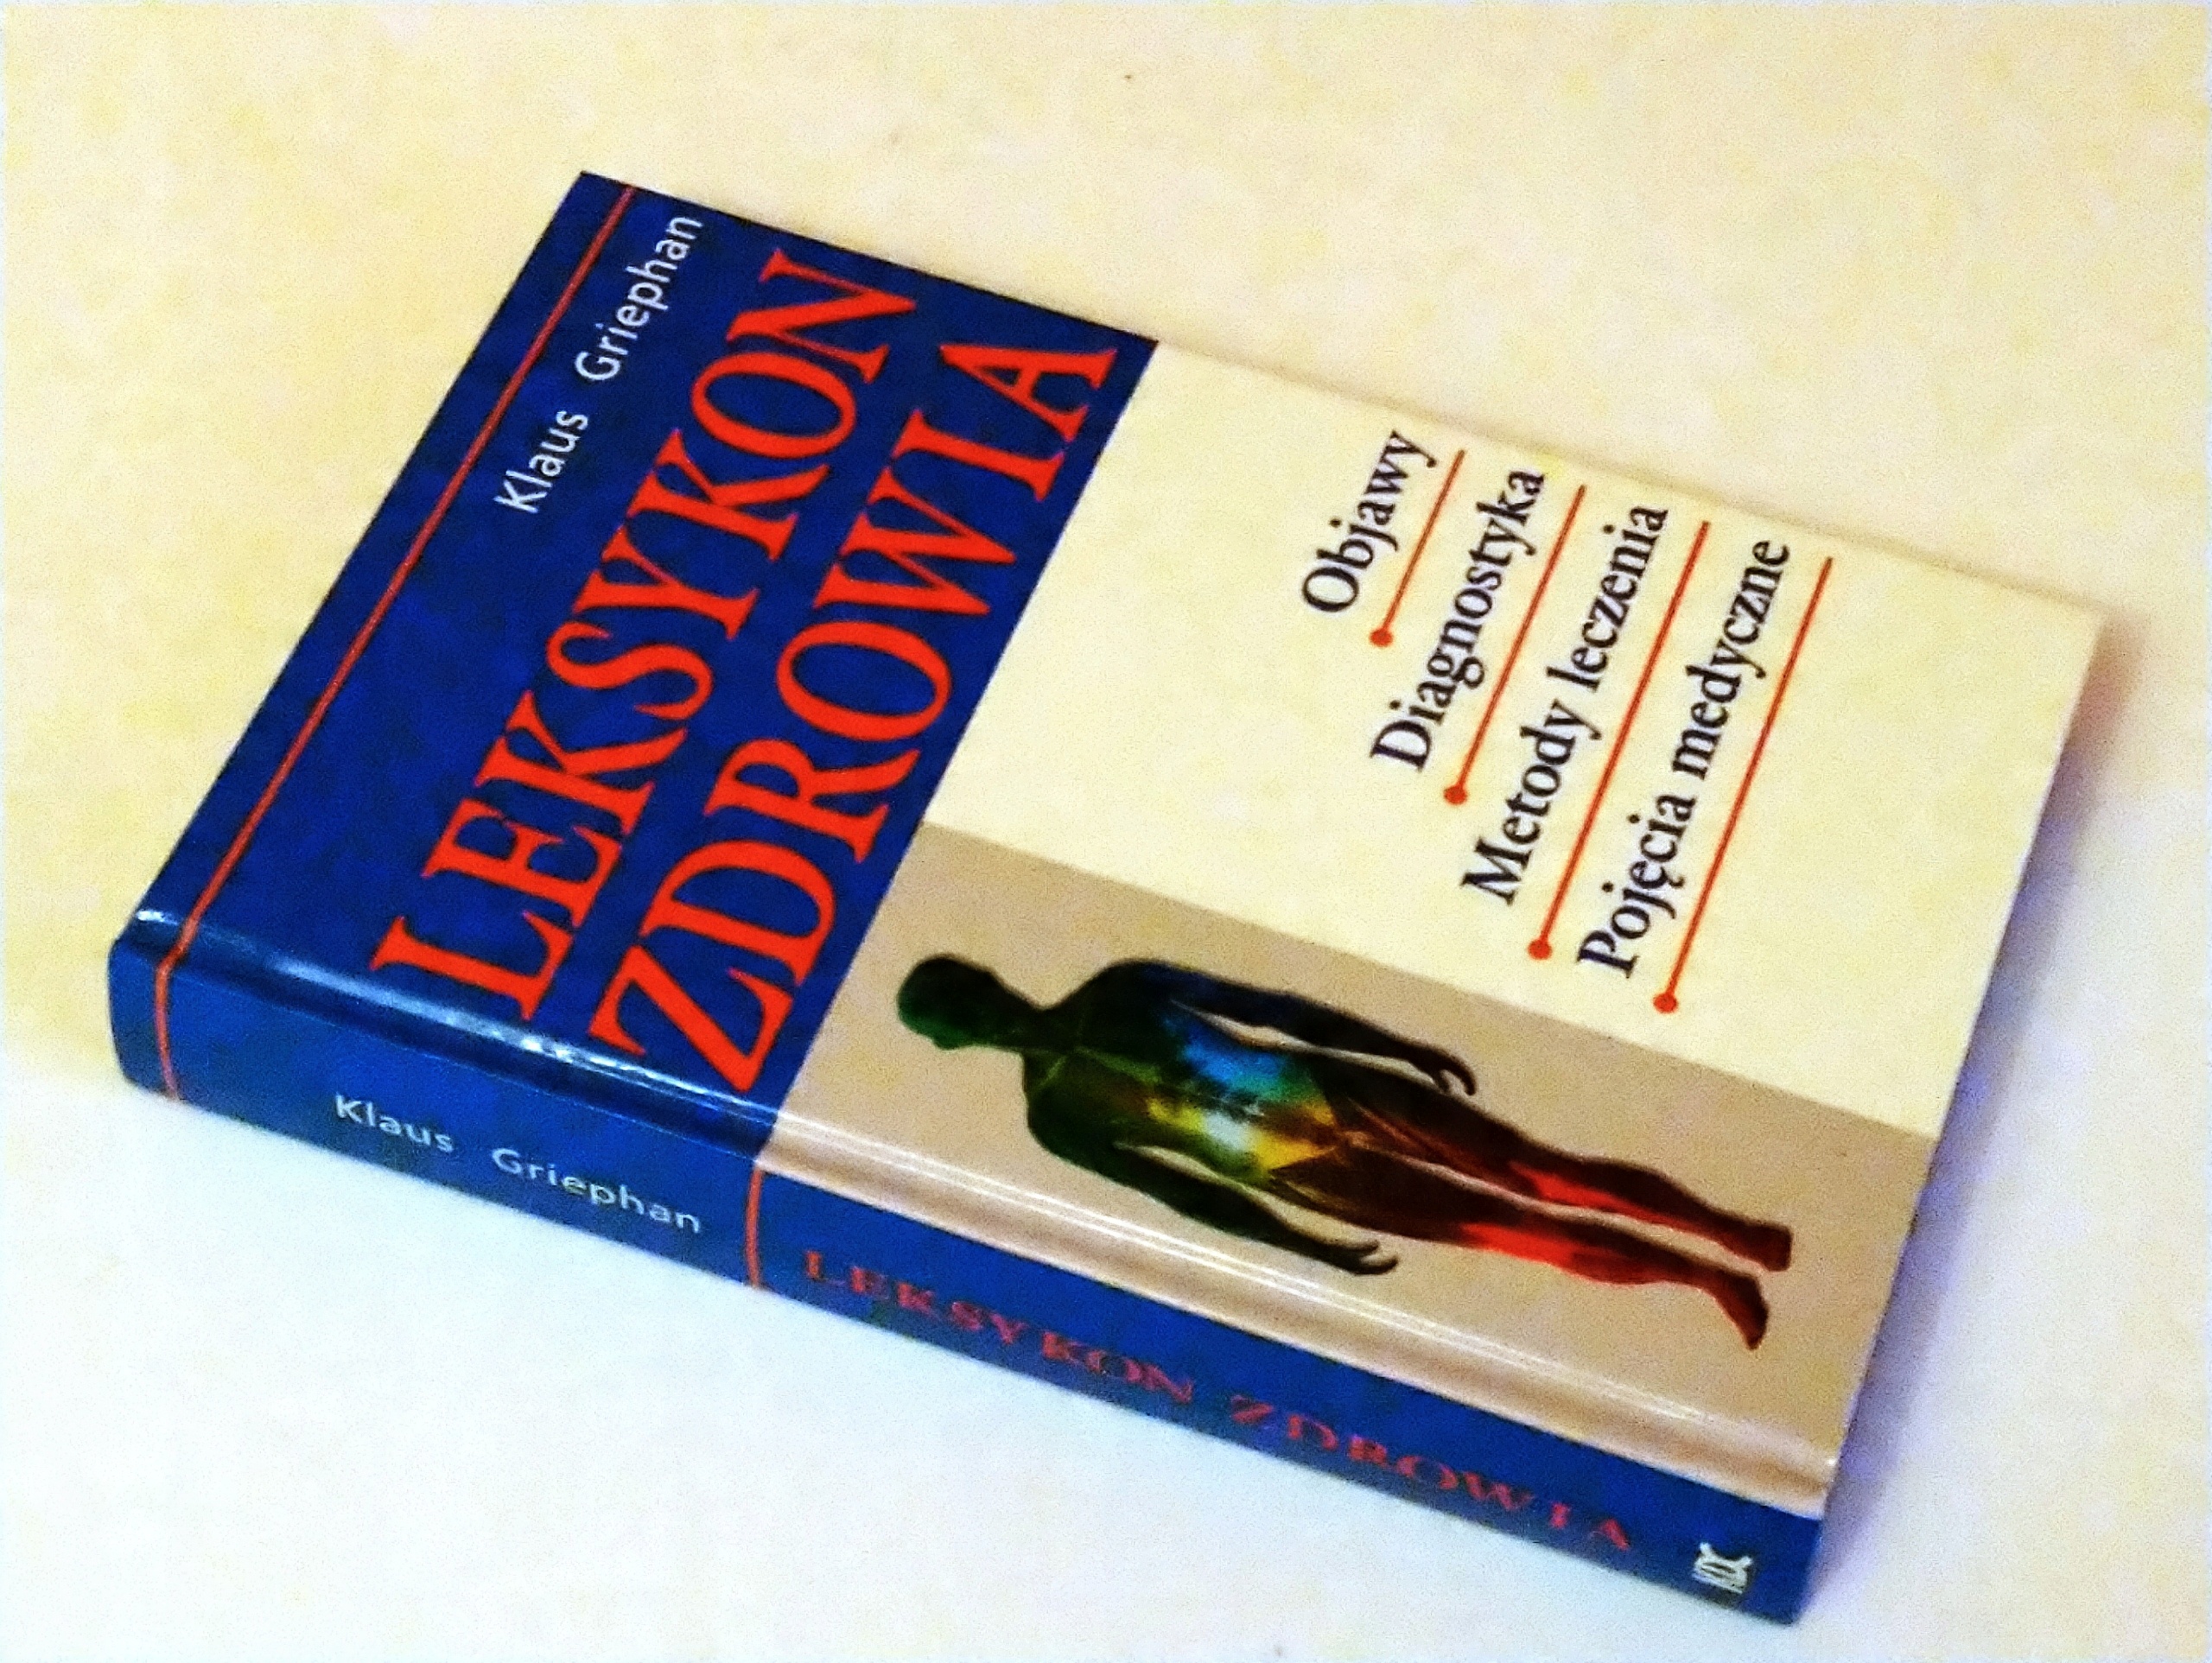 Klaus Griephan
LEKSYKON
ZDROWIA
Objawy
Diagnostyka
Metody leczenia
Pojęcia medyczne
Klaus Griephan
LEKSYKON ZDROWIA